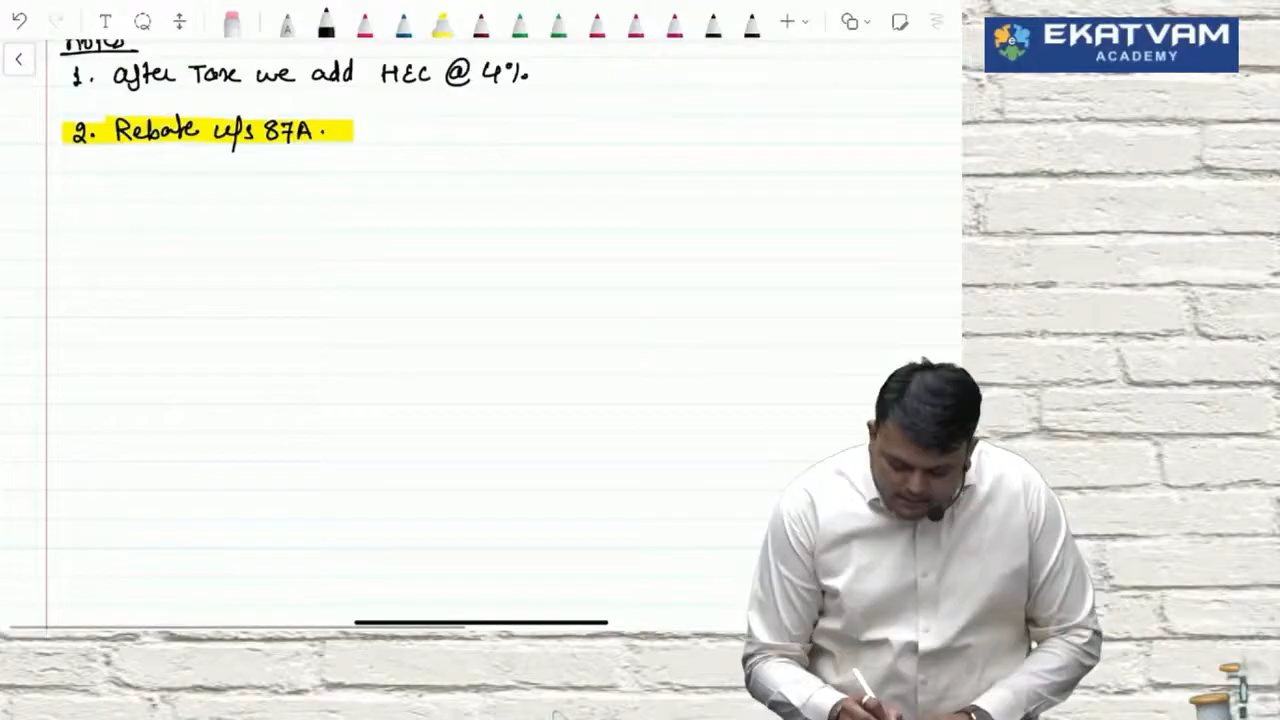 Note
1. After Tax we add HEC @ 4%
2. Rebate u/s 87A.
EKATVAM
ACADEMY
T